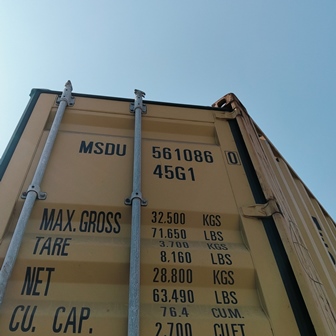 MSDU 561086 0
45G1
MAX. GROSS 32.500 KGS
71.650 LBS
TARE 3.700 KGS
8.160 LBS
NET 28.800 KGS
63.490 LBS
CU. CAP. 76.4 CU.M.
2.700 CU.FT